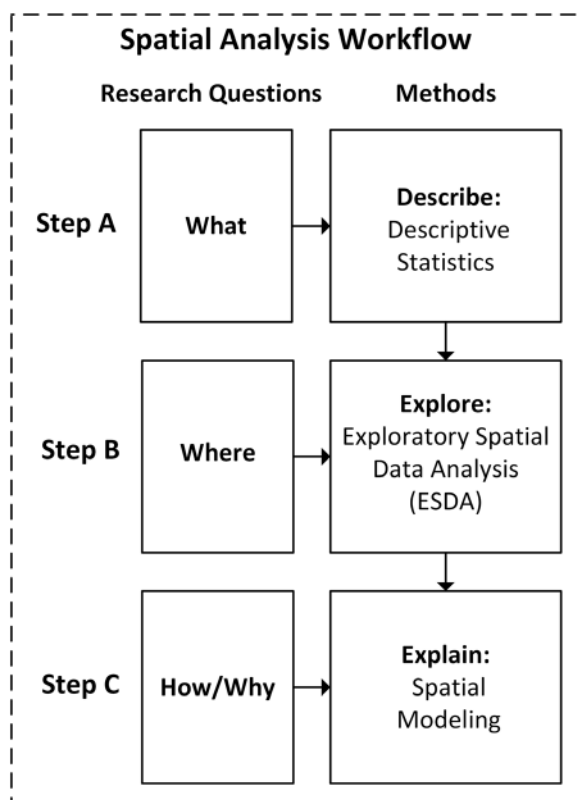 Spatial Analysis Workflow
Research Questions
Methods
Step A
What
Describe:
Descriptive
Statistics
Step B
Where
Explore:
Exploratory Spatial
Data Analysis
(ESDA)
Step C
How/Why
Explain:
Spatial
Modeling